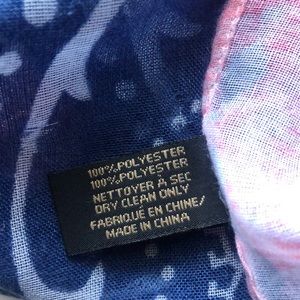 100%POLYESTER
100%POLYESTER
NETTOYER A SEC
DRY CLEAN ONLY
FABRIQUE EN CHINE/
MADE IN CHINA